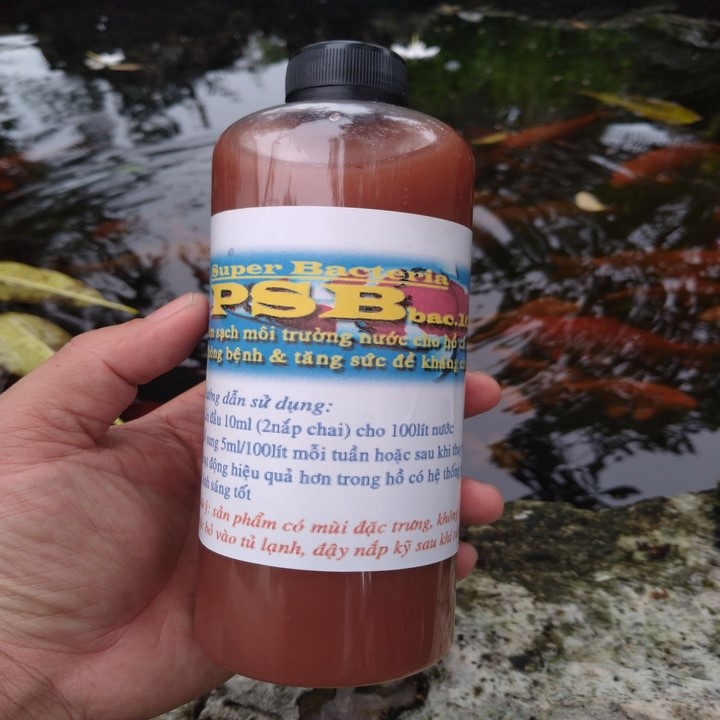 Super Bacteria
PSB bac.1
sạch môi trường nước cho hồ
bệnh & tăng sức đề kháng
dẫn sử dụng:
đầu 10ml (2nắp chai) cho 100lít nước
sung 5ml/100lít mỗi tuần hoặc sau khi
động hiệu quả hơn trong hồ có hệ thống
sáng tốt
ý: sản phẩm có mùi đặc trưng, không
bỏ vào tủ lạnh, đậy nắp kỹ sau khi